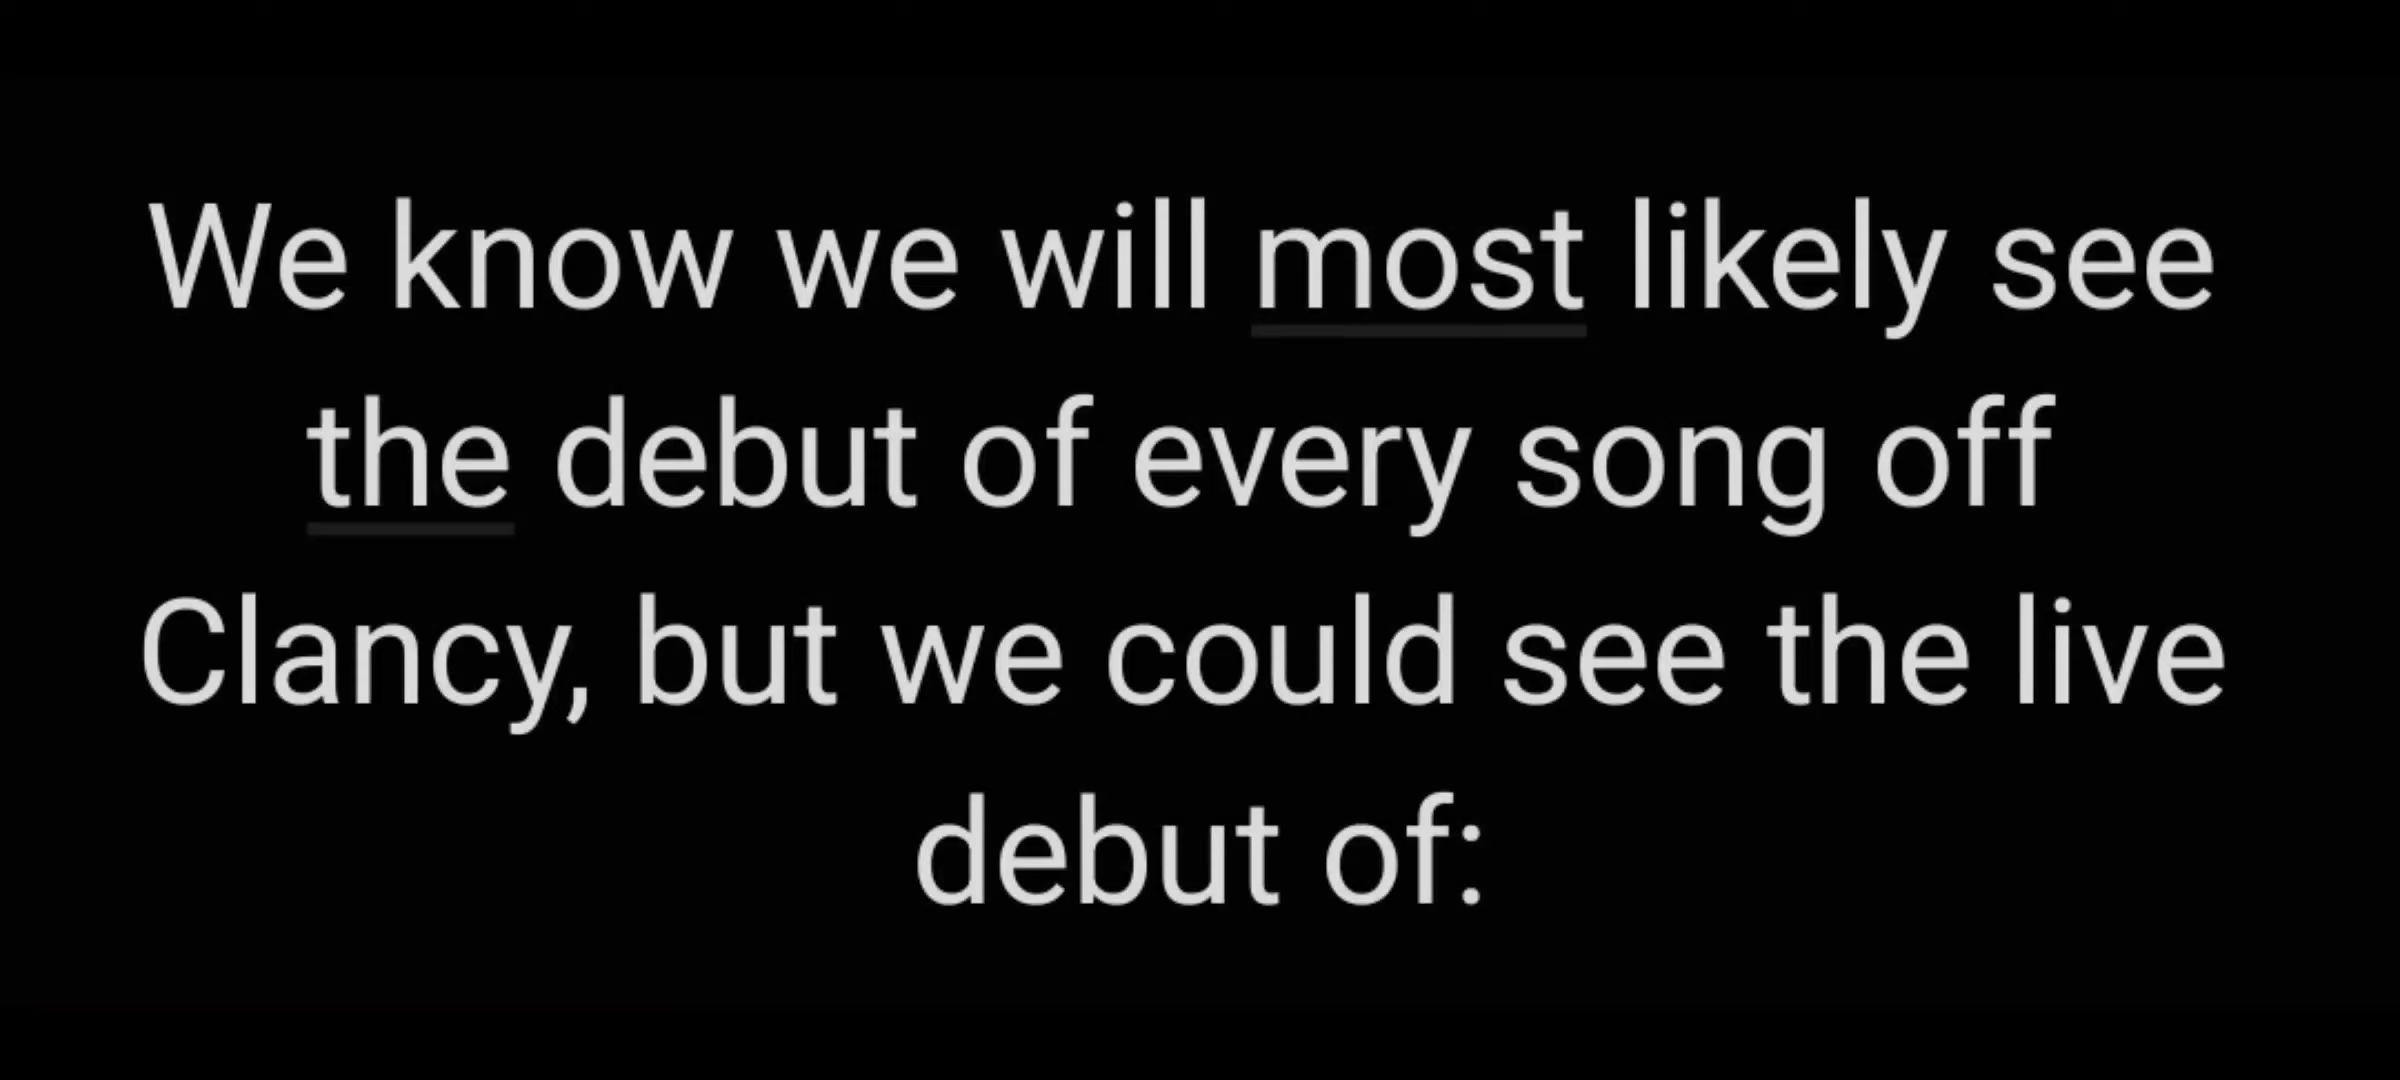 We know we will most likely see
the debut of every song off
Clancy, but we could see the live
debut of: